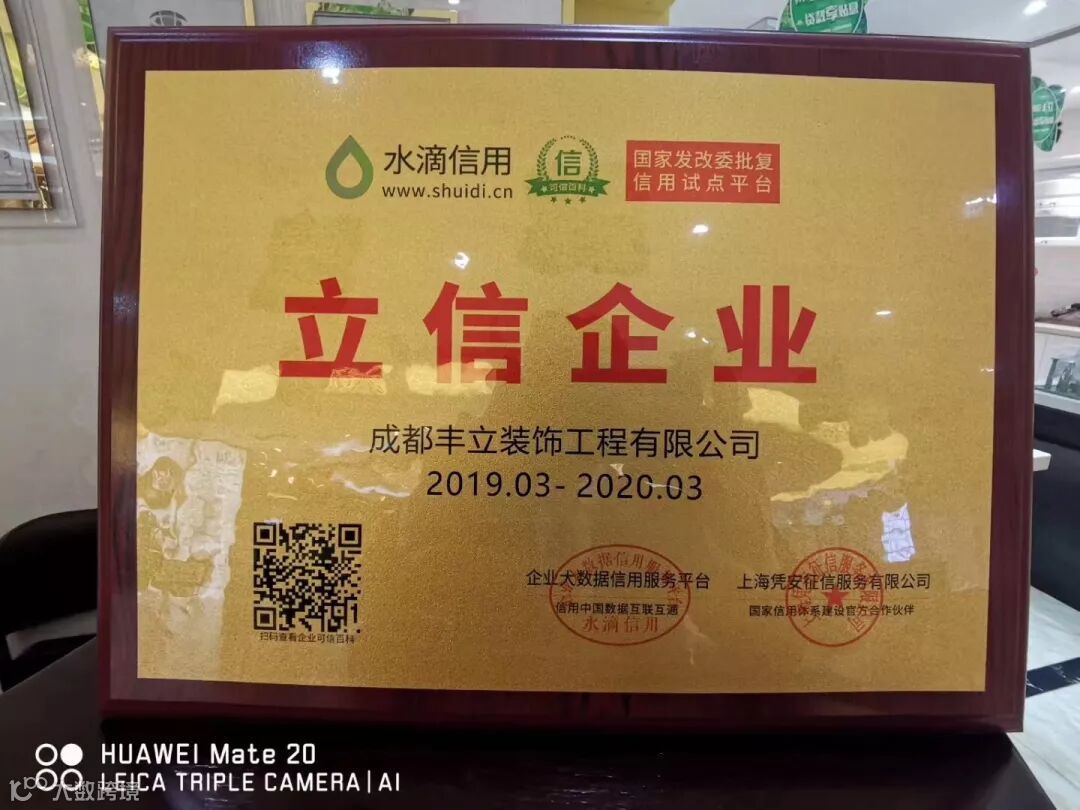 水滴信用
www.shuidi.cn
信
可信百科
国家发改委批复
信用试点平台
立信企业
成都丰立装饰工程有限公司
2019.03- 2020.03
企业大数据信用服务平台
信用中国数据互联互通
水滴信用
上海凭安征信服务有限公司
国家信用体系建设官方合作伙伴
扫码查看企业可信百科
HUAWEI Mate 20
LEICA TRIPLE CAMERA | AI
大数跨境